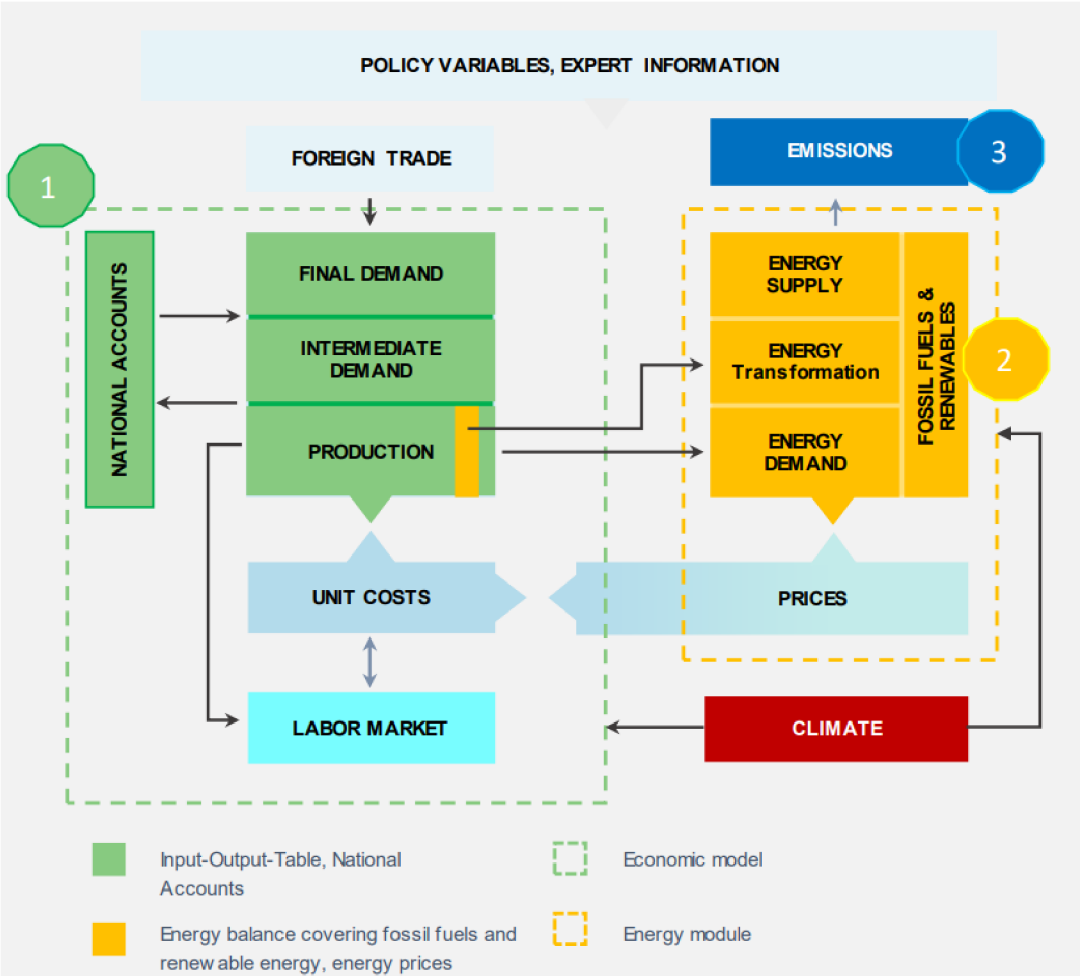 POLICY VARIABLES, EXPERT INFORMATION
FOREIGN TRADE
EMISSIONS
3
1
NATIONAL ACCOUNTS
FINAL DEMAND
INTERMEDIATE
DEMAND
PRODUCTION
ENERGY
SUPPLY
ENERGY
Transformation
ENERGY
DEMAND
FOSSIL FUELS &
RENEWABLES
2
UNIT COSTS
PRICES
LABOR MARKET
CLIMATE
Input-Output-Table, National
Accounts
Economic model
Energy balance covering fossil fuels and
renewable energy, energy prices
Energy module